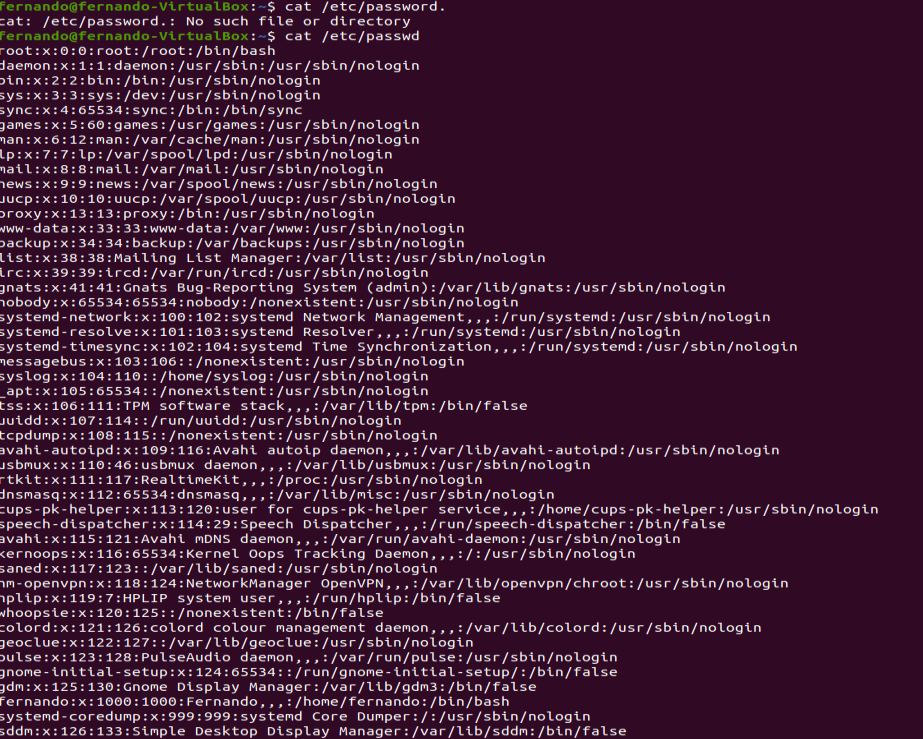 fernando@fernando-VirtualBox:~$ cat /etc/password.
cat: /etc/password.: No such file or directory
fernando@fernando-VirtualBox:~$ cat /etc/passwd
root:x:0:0:root:/root:/bin/bash
daemon:x:1:1:daemon:/usr/sbin:/usr/sbin/nologin
bin:x:2:2:bin:/bin:/usr/sbin/nologin
sys:x:3:3:sys:/dev:/usr/sbin/nologin
sync:x:4:65534:sync:/bin:/bin/sync
games:x:5:60:games:/usr/games:/usr/sbin/nologin
man:x:6:12:man:/var/cache/man:/usr/sbin/nologin
lp:x:7:7:lp:/var/spool/lpd:/usr/sbin/nologin
mail:x:8:8:mail:/var/mail:/usr/sbin/nologin
news:x:9:9:news:/var/spool/news:/usr/sbin/nologin
uucp:x:10:10:uucp:/var/spool/uucp:/usr/sbin/nologin
proxy:x:13:13:proxy:/bin:/usr/sbin/nologin
www-data:x:33:33:www-data:/var/www:/usr/sbin/nologin
backup:x:34:34:backup:/var/backups:/usr/sbin/nologin
list:x:38:38:Mailing List Manager:/var/list:/usr/sbin/nologin
irc:x:39:39:ircd:/var/run/ircd:/usr/sbin/nologin
gnats:x:41:41:Gnats Bug-Reporting System (admin):/var/lib/gnats:/usr/sbin/nologin
nobody:x:65534:65534:nobody:/nonexistent:/usr/sbin/nologin
systemd-network:x:100:102:systemd Network Management,,,:/run/systemd:/usr/sbin/nologin
systemd-resolve:x:101:103:systemd Resolver,,,:/run/systemd:/usr/sbin/nologin
systemd-timesync:x:102:104:systemd Time Synchronization,,,:/run/systemd:/usr/sbin/nologin
messagebus:x:103:106::/nonexistent:/usr/sbin/nologin
syslog:x:104:110::/home/syslog:/usr/sbin/nologin
_apt:x:105:65534::/nonexistent:/usr/sbin/nologin
tss:x:106:111:TPM software stack,,,:/var/lib/tpm:/bin/false
uuidd:x:107:114::/run/uuidd:/usr/sbin/nologin
tcpdump:x:108:115::/nonexistent:/usr/sbin/nologin
avahi-autoipd:x:109:116:Avahi autoip daemon,,,:/var/lib/avahi-autoipd:/usr/sbin/nologin
usbmux:x:110:46:usbmux daemon,,,:/var/lib/usbmux:/usr/sbin/nologin
rtkit:x:111:117:RealtimeKit,,,:/proc:/usr/sbin/nologin
dnsmasq:x:112:65534:dnsmasq,,,:/var/lib/misc:/usr/sbin/nologin
cups-pk-helper:x:113:120:user for cups-pk-helper service,,,:/home/cups-pk-helper:/usr/sbin/nologin
speech-dispatcher:x:114:29:Speech Dispatcher,,,:/run/speech-dispatcher:/bin/false
avahi:x:115:121:Avahi mDNS daemon,,,:/var/run/avahi-daemon:/usr/sbin/nologin
kernoops:x:116:65534:Kernel Oops Tracking Daemon,,,:/:/usr/sbin/nologin
saned:x:117:123::/var/lib/saned:/usr/sbin/nologin
nm-openvpn:x:118:124:NetworkManager OpenVPN,,,:/var/lib/openvpn/chroot:/usr/sbin/nologin
hplip:x:119:7:HPLIP system user,,,:/run/hplip:/bin/false
whoopsie:x:120:125::/nonexistent:/bin/false
colord:x:121:126:colord colour management daemon,,,:/var/lib/colord:/usr/sbin/nologin
geoclue:x:122:127::/var/lib/geoclue:/usr/sbin/nologin
pulse:x:123:128:PulseAudio daemon,,,:/var/run/pulse:/usr/sbin/nologin
gnome-initial-setup:x:124:65534::/run/gnome-initial-setup/:/bin/false
gdm:x:125:130:Gnome Display Manager:/var/lib/gdm3:/bin/false
fernando:x:1000:1000:Fernando,,,:/home/fernando:/bin/bash
systemd-coredump:x:999:999:systemd Core Dumper:/:/usr/sbin/nologin
sddm:x:126:133:Simple Desktop Display Manager:/var/lib/sddm:/bin/false